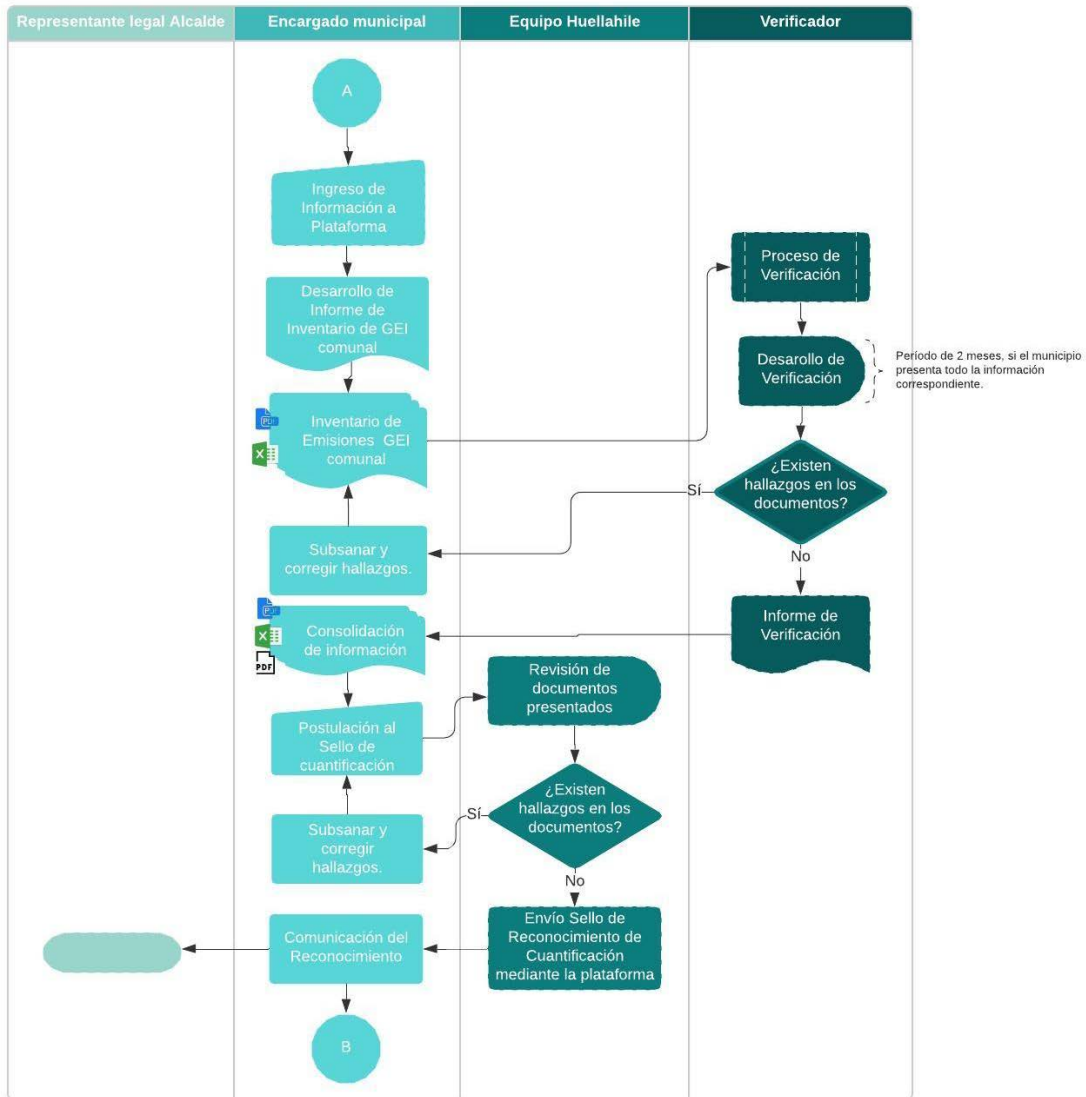 Representante legal Alcalde
Encargado municipal
Equipo Huellahile
Verificador
A
Ingreso de
Información a
Plataforma
Proceso de
Verificación
Desarrollo de
Informe de
Inventario de GEI
comunal
Desarollo de
Verificación
Período de 2 meses, si el municipio
presenta todo la información
correspondiente.
PDF
Inventario de
Emisiones GEI
comunal
X
¿Existen
hallazgos en los
documentos?
Sí
No
Subsanar y
corregir hallazgos.
PDF
X
PDF
Consolidación
de información
Informe de
Verificación
Revisión de
documentos
presentados
Postulación al
Sello de
cuantificación
¿Existen
hallazgos en los
documentos?
Sí
No
Subsanar y
corregir
hallazgos.
Envío Sello de
Reconocimiento de
Cuantificación
mediante la plataforma
Comunicación del
Reconocimiento
B